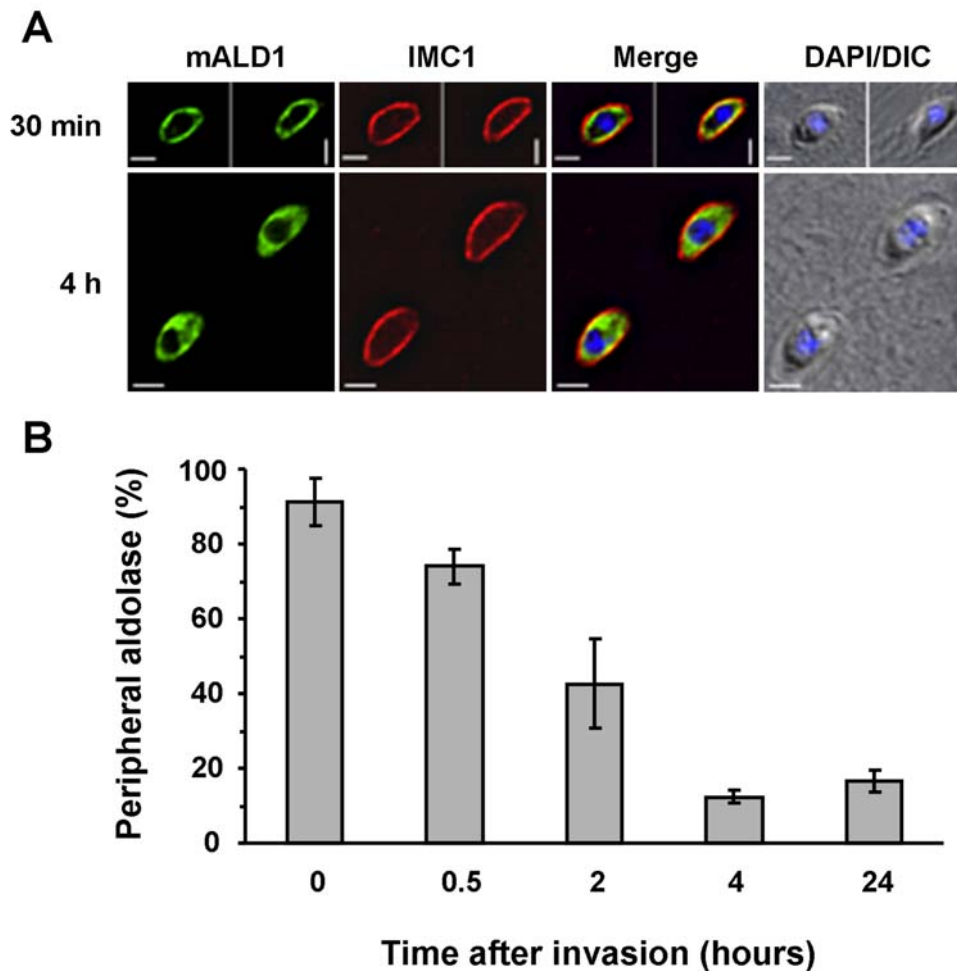 A
mALD1 IMC1 Merge DAPI/DIC
30 min
4 h
B
Peripheral aldolase (%)
100
80
60
40
20
0
0 0.5 2 4 24
Time after invasion (hours)